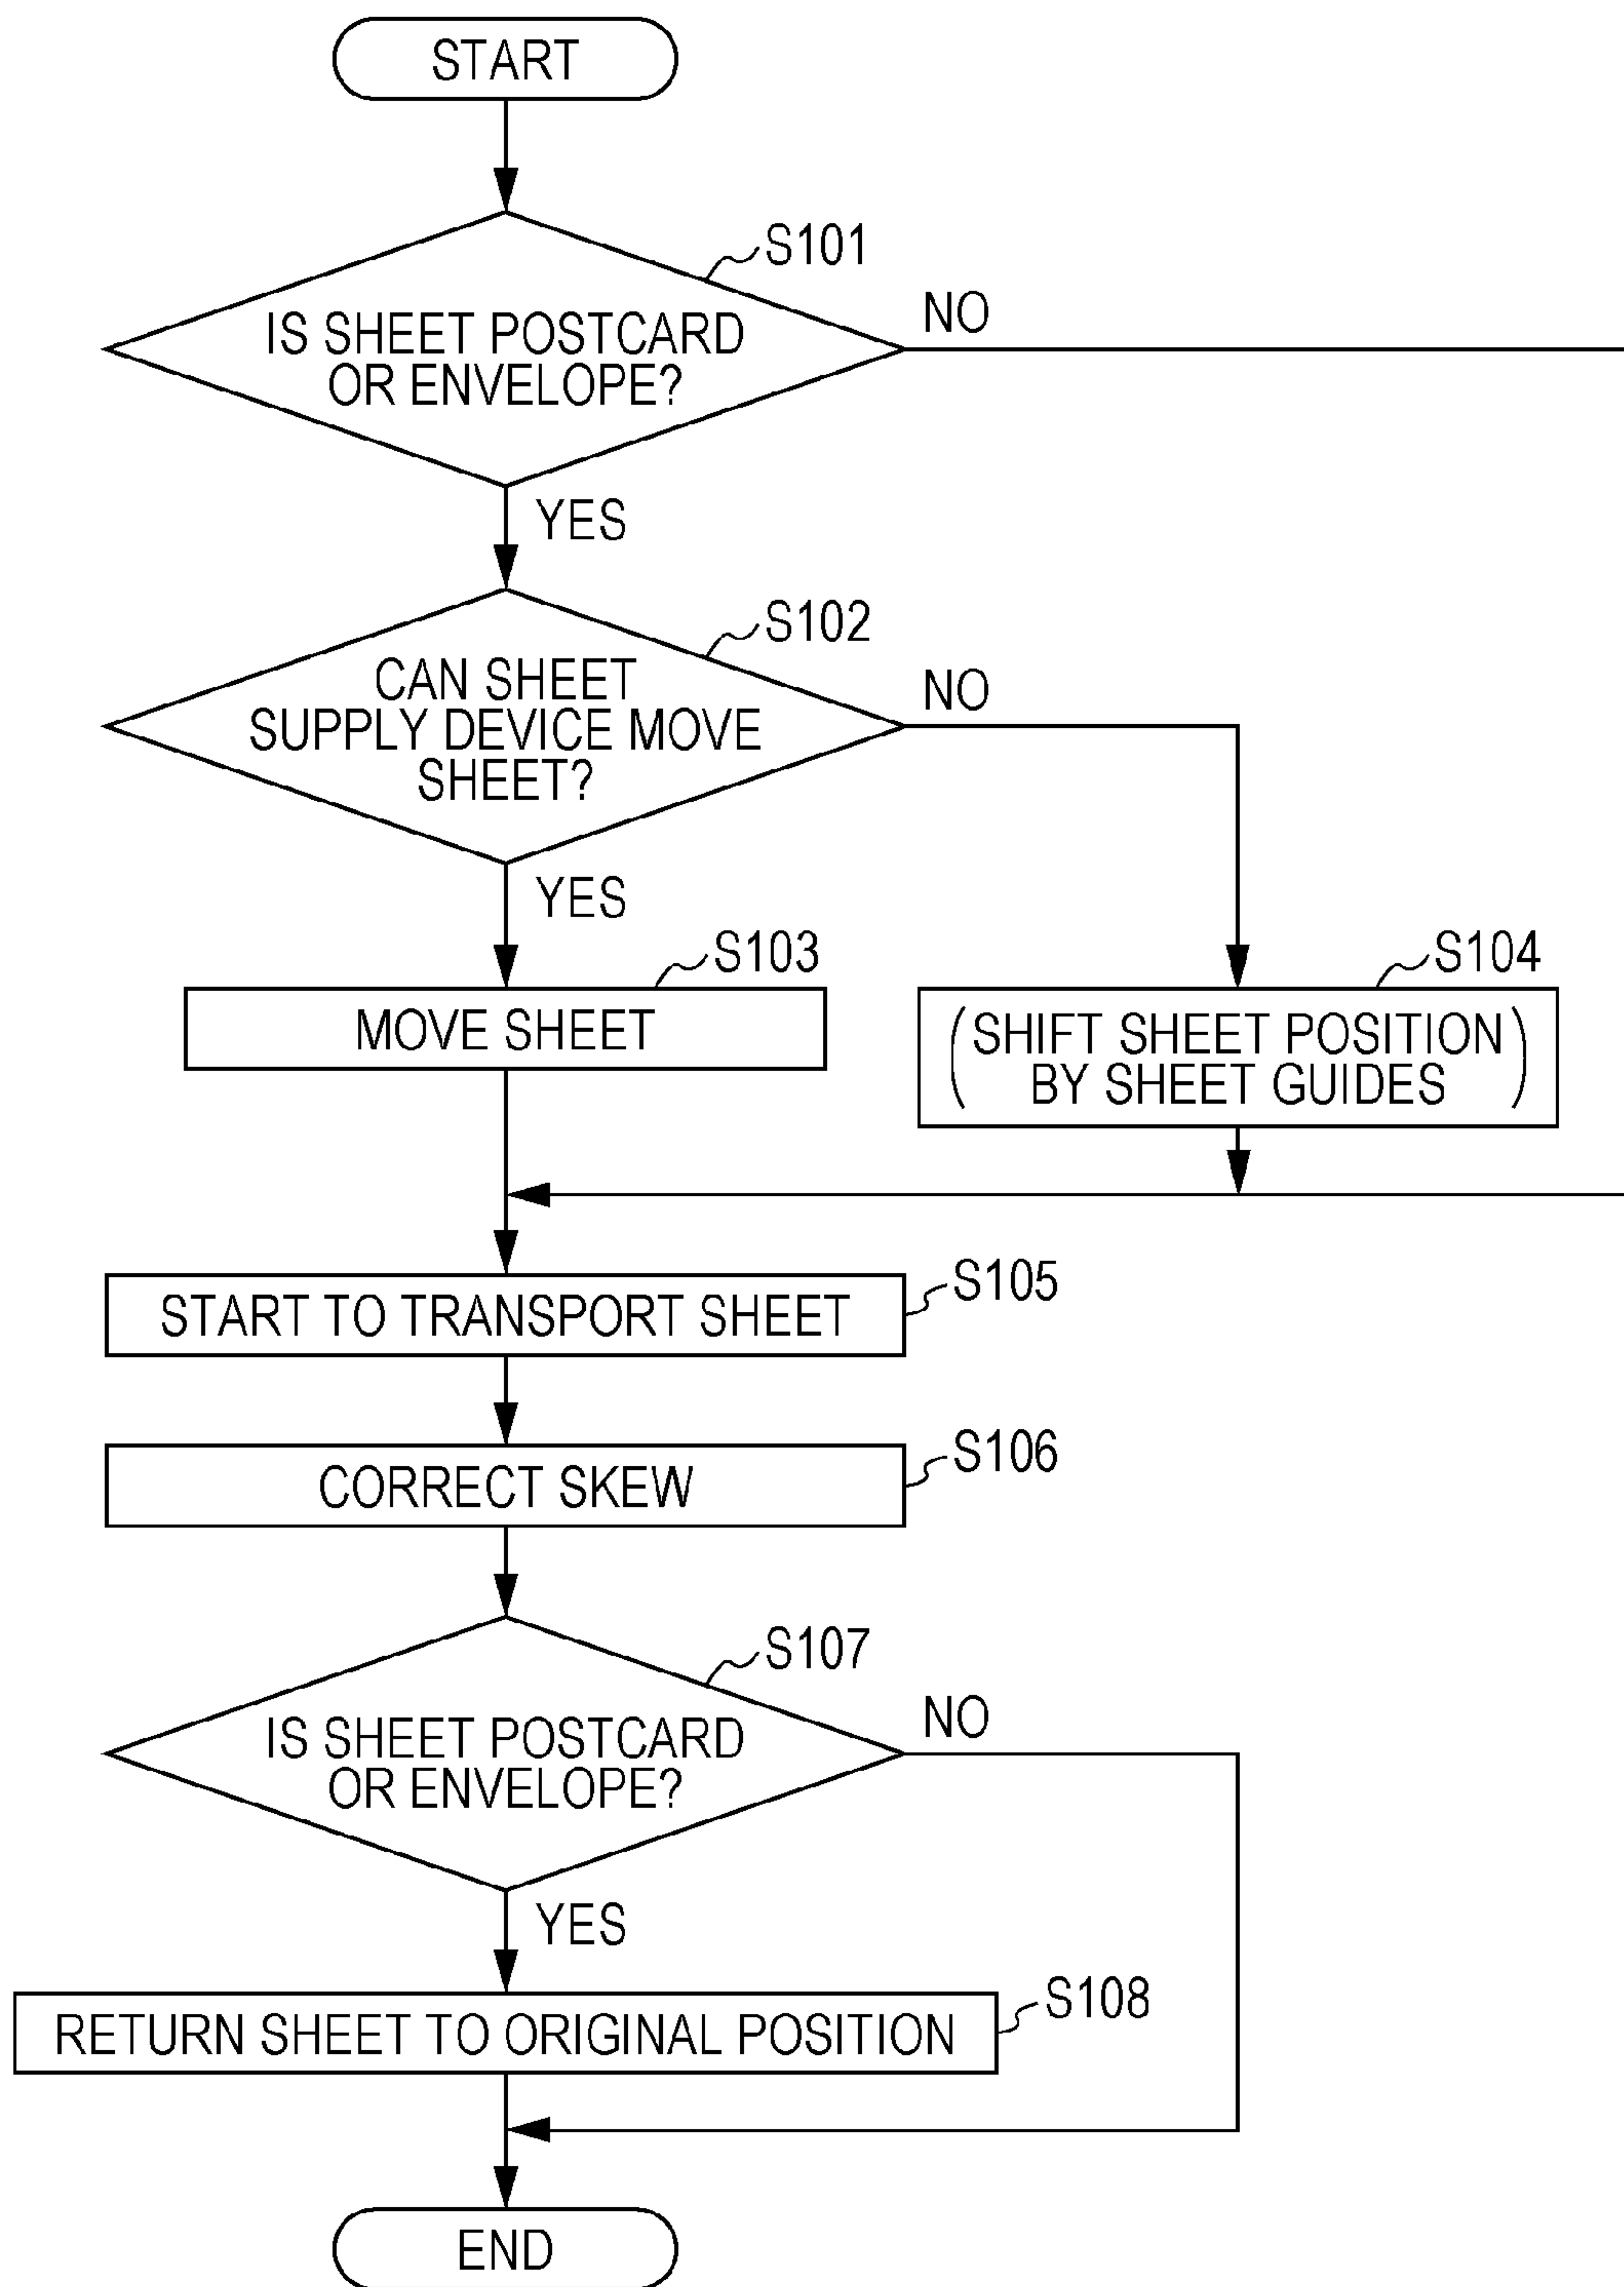 START
S101
IS SHEET POSTCARD
OR ENVELOPE?
NO
YES
S102
CAN SHEET
SUPPLY DEVICE MOVE
SHEET?
NO
YES
S103
MOVE SHEET
S104
(SHIFT SHEET POSITION
BY SHEET GUIDES)
S105
START TO TRANSPORT SHEET
S106
CORRECT SKEW
S107
IS SHEET POSTCARD
OR ENVELOPE?
NO
YES
S108
RETURN SHEET TO ORIGINAL POSITION
END